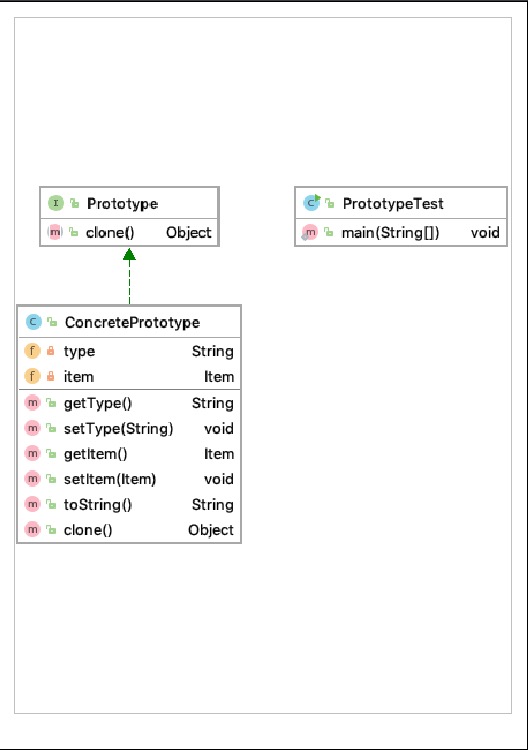 Prototype
clone() Object
PrototypeTest
main(String[]) void
ConcretePrototype
type String
item Item
getType() String
setType(String) void
getItem() Item
setItem(Item) void
toString() String
clone() Object